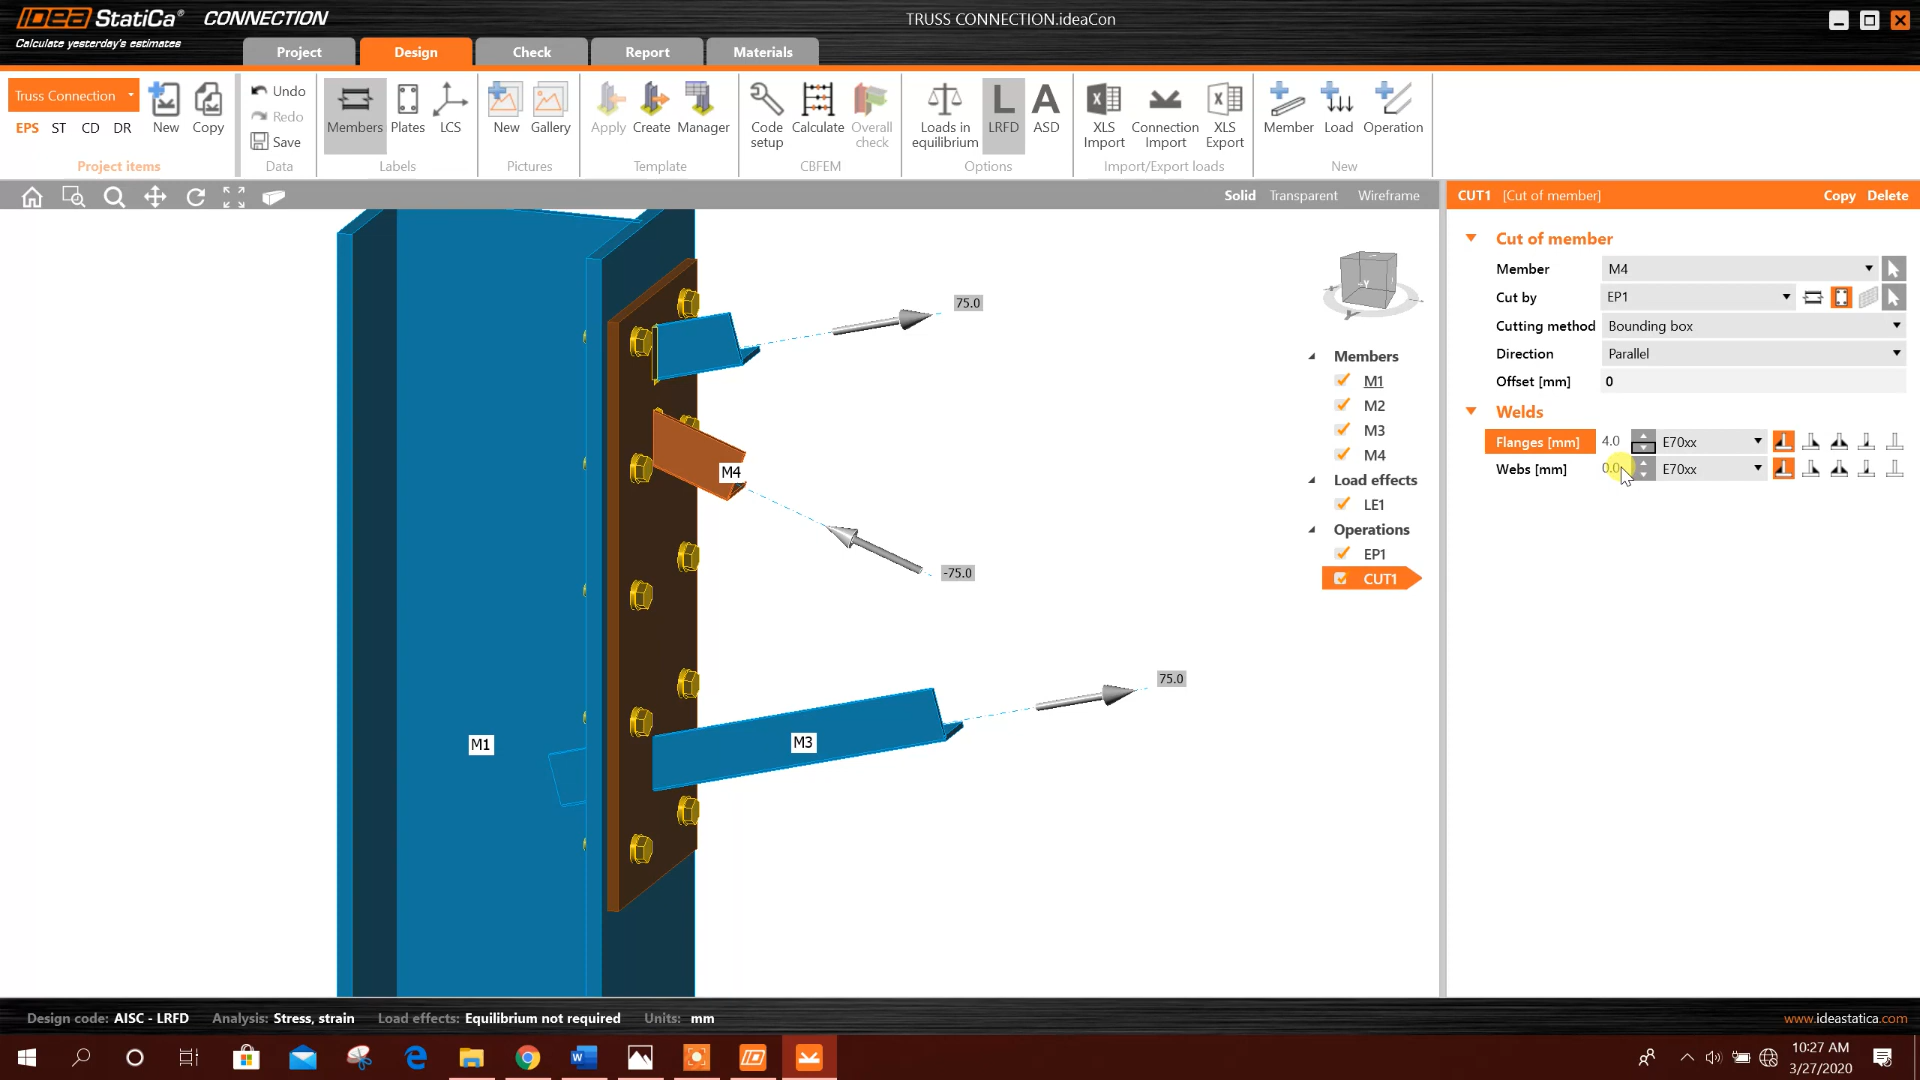 IDEA StatiCa® CONNECTION
Calculate yesterday's estimates
TRUSS CONNECTION.ideaCon
Project
Design
Check
Report
Materials
Truss Connection
EPS ST CD DR
New
Copy
Project items
Undo
Redo
Save
Data
Members
Plates
LCS
Labels
New
Gallery
Pictures
Apply
Create
Manager
Template
Code setup
Calculate
Overall check
CBFEM
Loads in equilibrium
L
LRFD
A
ASD
Options
XLS Import
Connection Import
XLS Export
Import/Export loads
Member
Load
Operation
New
Solid Transparent Wireframe
CUT1 [Cut of member] Copy Delete
Cut of member
Member M4
Cut by EP1
Cutting method Bounding box
Direction Parallel
Offset [mm] 0
Welds
Flanges [mm] 4.0 E70xx
Webs [mm] 0.0 E70xx
-Y
Members
M1
M2
M3
M4
Load effects
LE1
Operations
EP1
CUT1
75.0
M4
-75.0
75.0
M3
M1
Design code: AISC - LRFD Analysis: Stress, strain Load effects: Equilibrium not required Units: mm
www.ideastatica.com
10:27 AM
3/27/2020